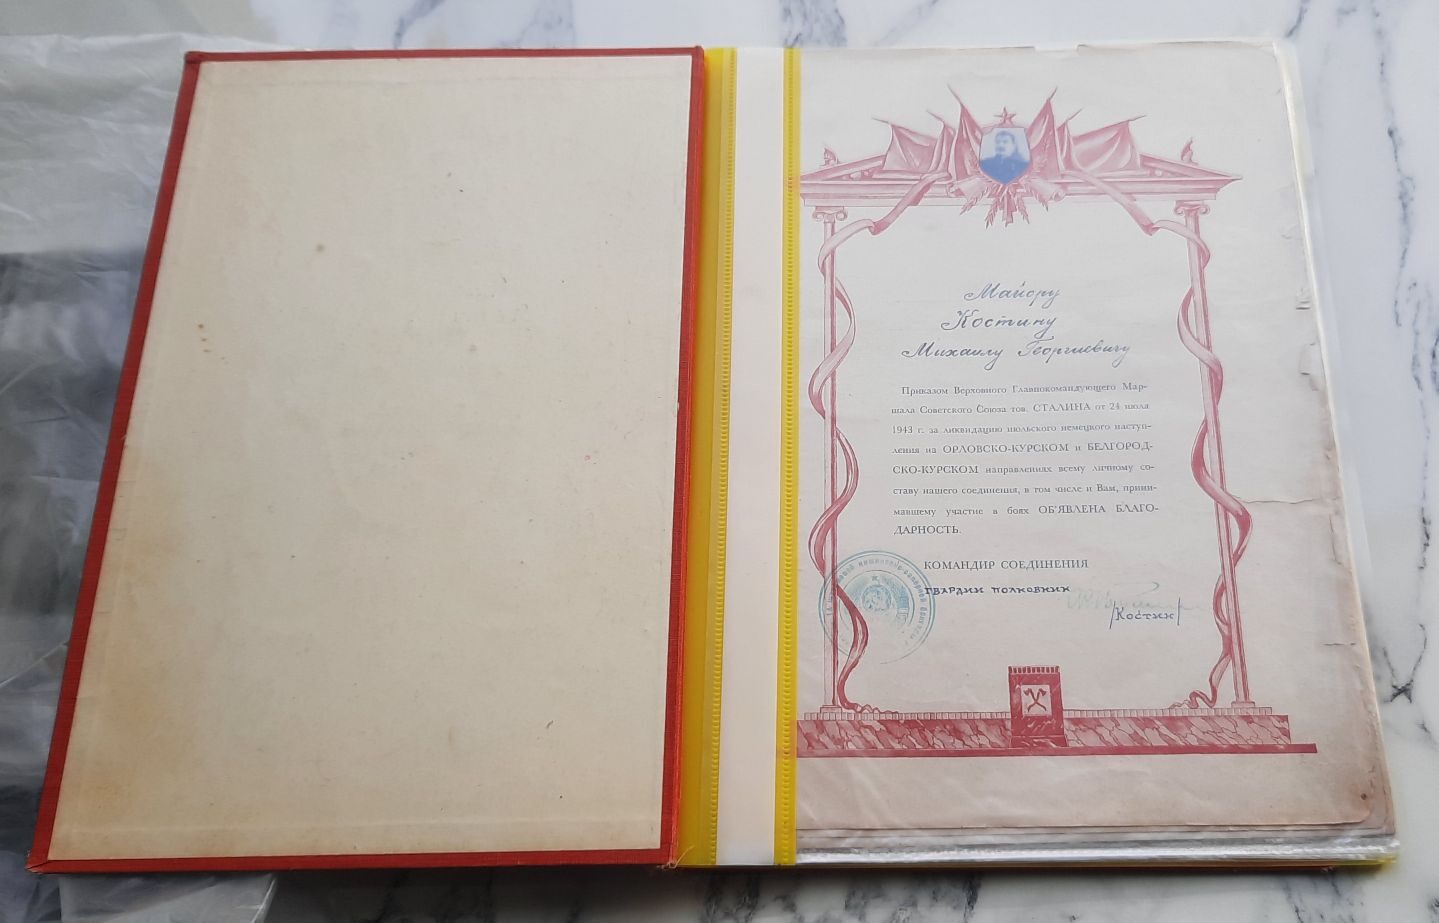 Майору
Костину
Михаилу Георгиевичу
Приказом Верховного Главнокомандующего Мар-
шала Советского Союза тов. СТАЛИНА от 24 июля
1943 г. за ликвидацию июльского немецкого наступ-
ления на ОРЛОВСКО-КУРСКОМ и БЕЛГОРОД-
СКО-КУРСКОМ направлениях всему личному со-
ставу нашего соединения, в том числе и Вам, прини-
мавшему участие в боях ОБ'ЯВЛЕНА БЛАГО-
ДАРНОСТЬ.
КОМАНДИР СОЕДИНЕНИЯ
гвардии полковник
/Костин/
инженерно-саперной